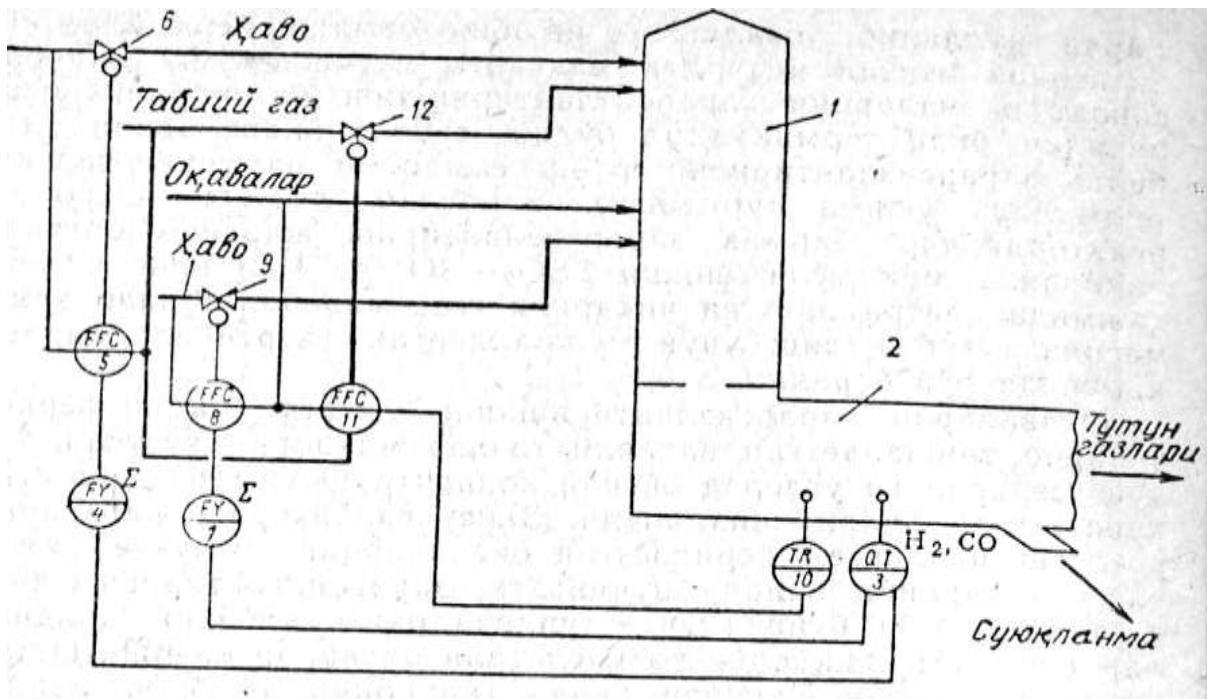 6
Ҳаво
Табиий газ
12
1
Оқавалар
Ҳаво
9
FFC
5
FFC
8
FFC
11
2
Тутун
газлари
FY
4
Σ
FY
7
Σ
TR
10
QI
3
H₂, CO
Суюқланма